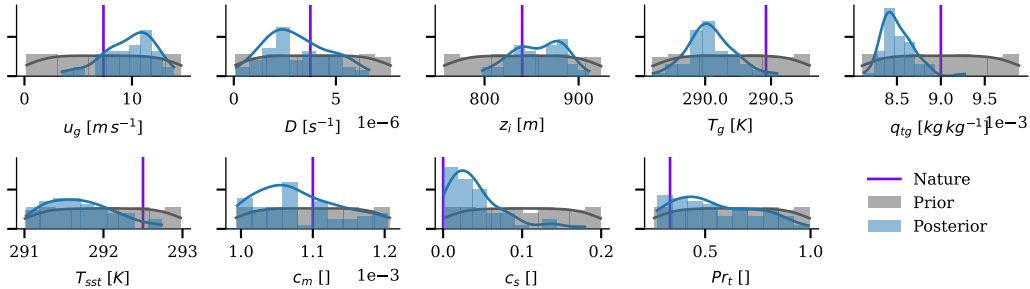 0 10
u_g [m s⁻¹]
0 5
1e−6
D [s⁻¹]
800 900
z_i [m]
290.0 290.5
T_g [K]
8.5 9.0 9.5
1e−3
q_tg [kg kg⁻¹]
291 292 293
T_sst [K]
1.0 1.1 1.2
1e−3
c_m []
0.0 0.1 0.2
c_s []
0.5 1.0
Pr_t []
Nature
Prior
Posterior